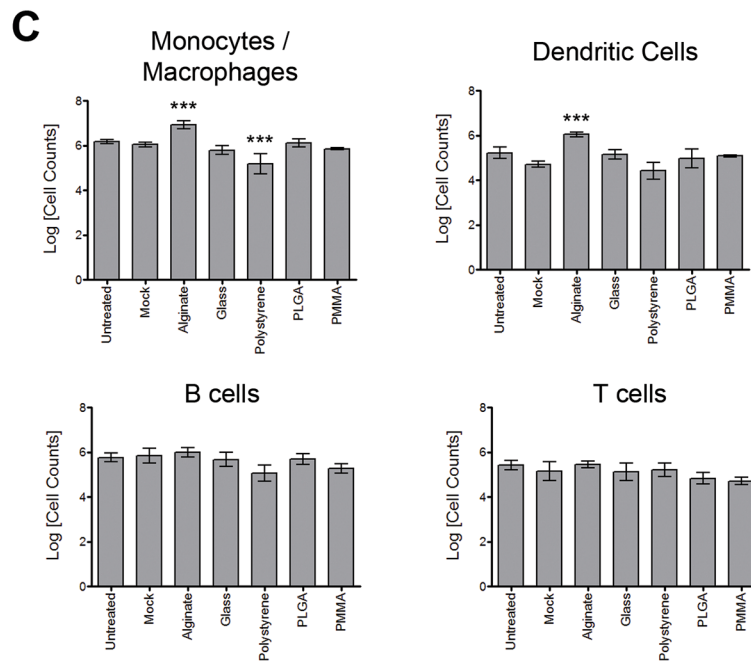 C
Monocytes /
Macrophages
Log [Cell Counts]
8
6
4
2
0
***
***
Untreated
Mock
Alginate
Glass
Polystyrene
PLGA
PMMA
Dendritic Cells
Log [Cell Counts]
8
6
4
2
0
***
Untreated
Mock
Alginate
Glass
Polystyrene
PLGA
PMMA
B cells
Log [Cell Counts]
8
6
4
2
0
Untreated
Mock
Alginate
Glass
Polystyrene
PLGA
PMMA
T cells
Log [Cell Counts]
8
6
4
2
0
Untreated
Mock
Alginate
Glass
Polystyrene
PLGA
PMMA